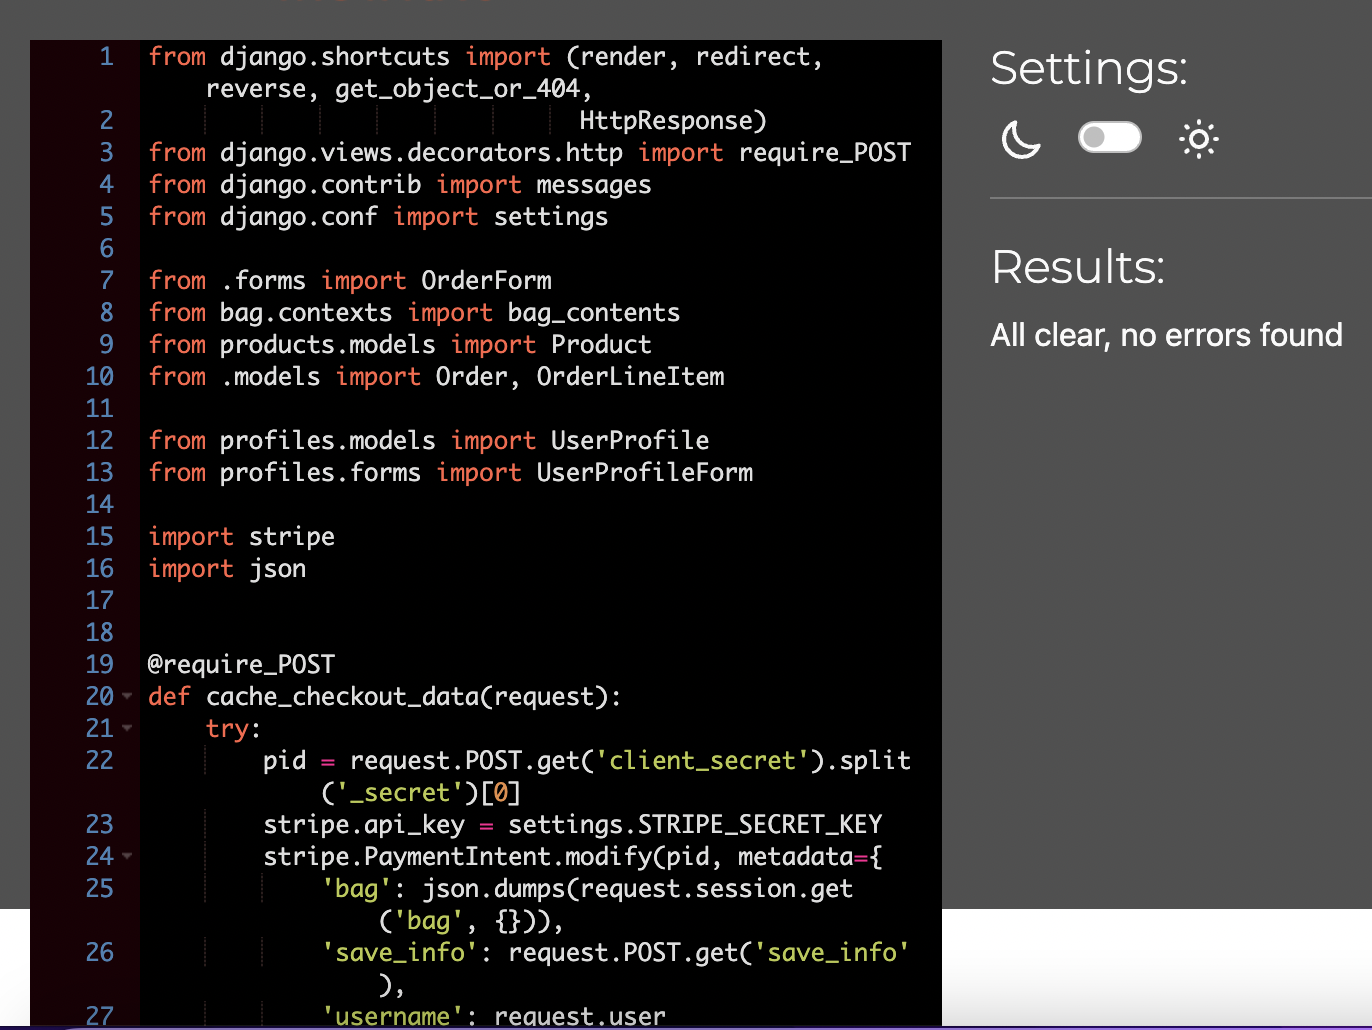 1 from django.shortcuts import (render, redirect,
reverse, get_object_or_404,
2 HttpResponse)
3 from django.views.decorators.http import require_POST
4 from django.contrib import messages
5 from django.conf import settings
6
7 from .forms import OrderForm
8 from bag.contexts import bag_contents
9 from products.models import Product
10 from .models import Order, OrderLineItem
11
12 from profiles.models import UserProfile
13 from profiles.forms import UserProfileForm
14
15 import stripe
16 import json
17
18
19 @require_POST
20 def cache_checkout_data(request):
21 try:
22 pid = request.POST.get('client_secret').split
('_secret')[0]
23 stripe.api_key = settings.STRIPE_SECRET_KEY
24 stripe.PaymentIntent.modify(pid, metadata={
25 'bag': json.dumps(request.session.get
('bag', {})),
26 'save_info': request.POST.get('save_info'
),
27 'username': request.user
Settings:
Results:
All clear, no errors found